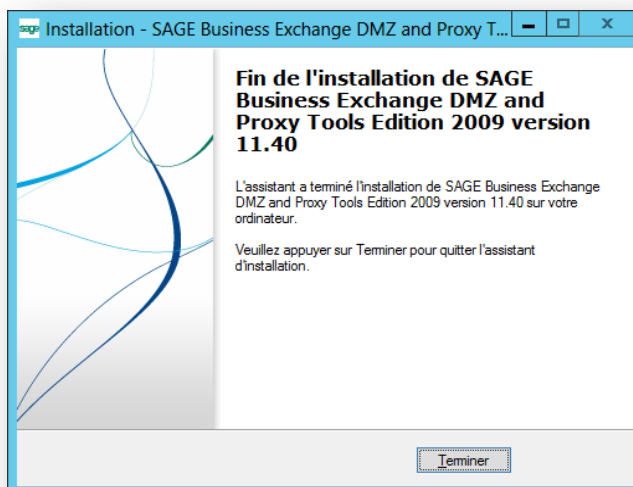 sage Installation - SAGE Business Exchange DMZ and Proxy T...
Fin de l'installation de SAGE
Business Exchange DMZ and
Proxy Tools Edition 2009 version
11.40
L'assistant a terminé l'installation de SAGE Business Exchange
DMZ and Proxy Tools Edition 2009 version 11.40 sur votre
ordinateur.
Veuillez appuyer sur Terminer pour quitter l'assistant
d'installation.
Terminer